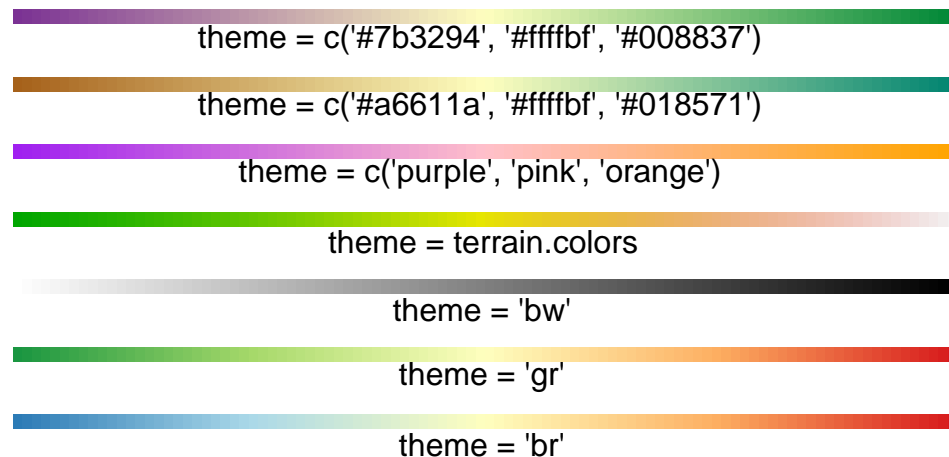 theme = c('#7b3294', '#ffffbf', '#008837')
theme = c('#a6611a', '#ffffbf', '#018571')
theme = c('purple', 'pink', 'orange')
theme = terrain.colors
theme = 'bw'
theme = 'gr'
theme = 'br'